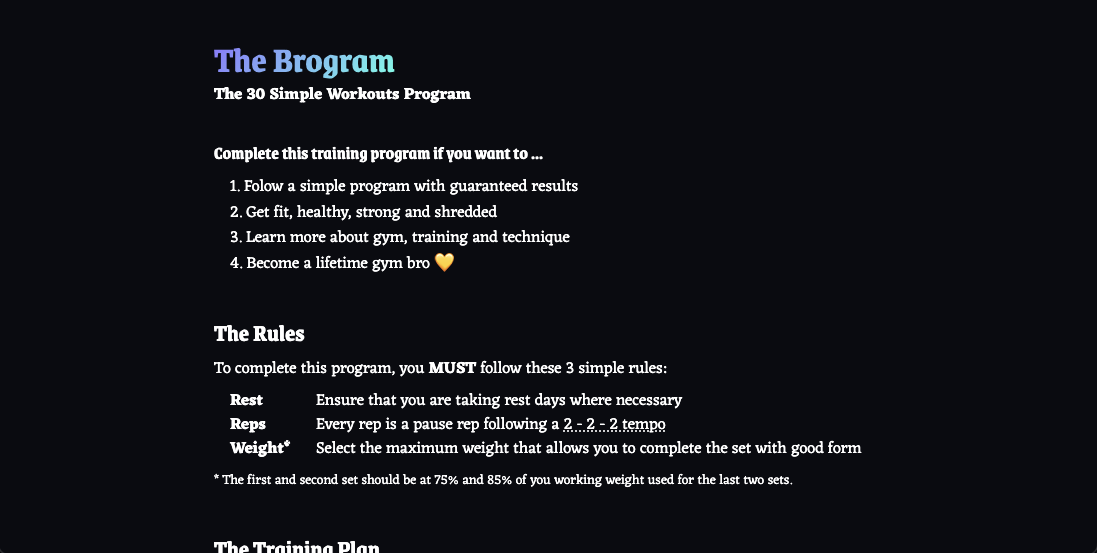 The Brogram
The 30 Simple Workouts Program
Complete this training program if you want to ...
1. Folow a simple program with guaranteed results
2. Get fit, healthy, strong and shredded
3. Learn more about gym, training and technique
4. Become a lifetime gym bro 💛
The Rules
To complete this program, you MUST follow these 3 simple rules:
Rest Ensure that you are taking rest days where necessary
Reps Every rep is a pause rep following a 2 - 2 - 2 tempo
Weight* Select the maximum weight that allows you to complete the set with good form
* The first and second set should be at 75% and 85% of you working weight used for the last two sets.
The Training Plan